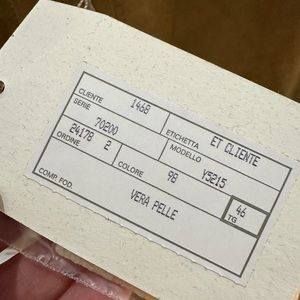 CLIENTE 1468 ETICHETTA ET CLIENTE
SERIE 70200 MODELLO Y5215
ORDINE 24178 2 COLORE 98
COMP. FOD. VERA PELLE TG 46